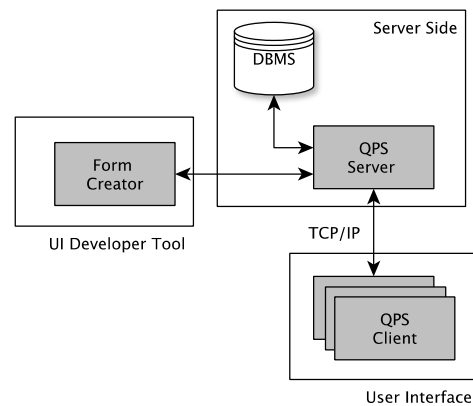 Server Side
DBMS
QPS
Server
Form
Creator
UI Developer Tool
TCP/IP
QPS
Client
User Interface